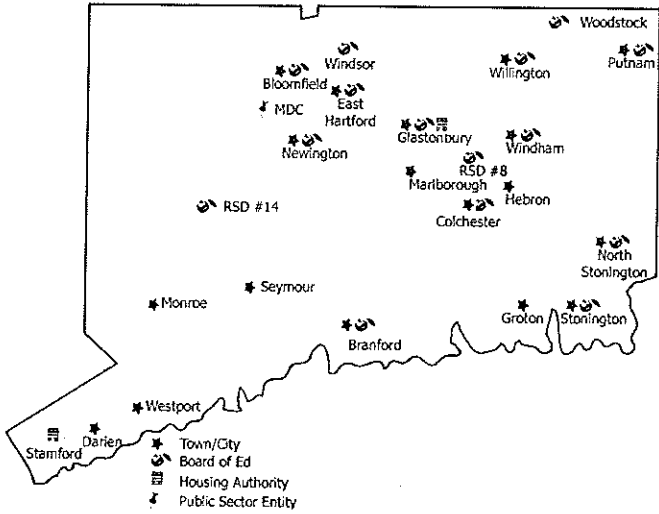 Woodstock
Windsor
Willington
Putnam
Bloomfield
East
Hartford
MDC
Glastonbury
Windham
Newington
RSD #8
Marlborough
Hebron
RSD #14
Colchester
North
Stonington
Seymour
Monroe
Groton
Stonington
Branford
Westport
Darien
Stamford
Town/City
Board of Ed
Housing Authority
Public Sector Entity